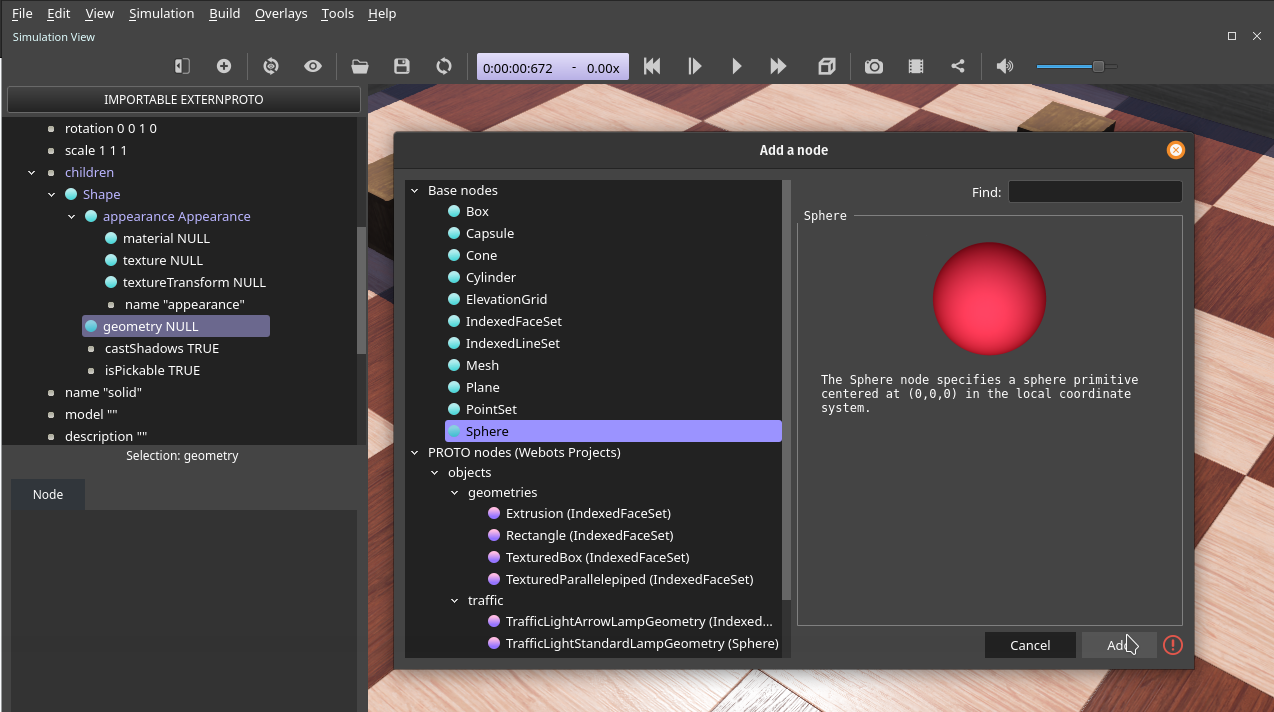 File Edit View Simulation Build Overlays Tools Help
Simulation View
0:00:00:672 - 0.00x
IMPORTABLE EXTERNPROTO
rotation 0 0 1 0
scale 1 1 1
children
Shape
appearance Appearance
material NULL
texture NULL
textureTransform NULL
name "appearance"
geometry NULL
castShadows TRUE
isPickable TRUE
name "solid"
model ""
description ""
Selection: geometry
Node
Add a node
Base nodes
Box
Capsule
Cone
Cylinder
ElevationGrid
IndexedFaceSet
IndexedLineSet
Mesh
Plane
PointSet
Sphere
PROTO nodes (Webots Projects)
objects
geometries
Extrusion (IndexedFaceSet)
Rectangle (IndexedFaceSet)
TexturedBox (IndexedFaceSet)
TexturedParallelepiped (IndexedFaceSet)
traffic
TrafficLightArrowLampGeometry (Indexed...
TrafficLightStandardLampGeometry (Sphere)
Find:
Sphere
The Sphere node specifies a sphere primitive
centered at (0,0,0) in the local coordinate
system.
Cancel Add